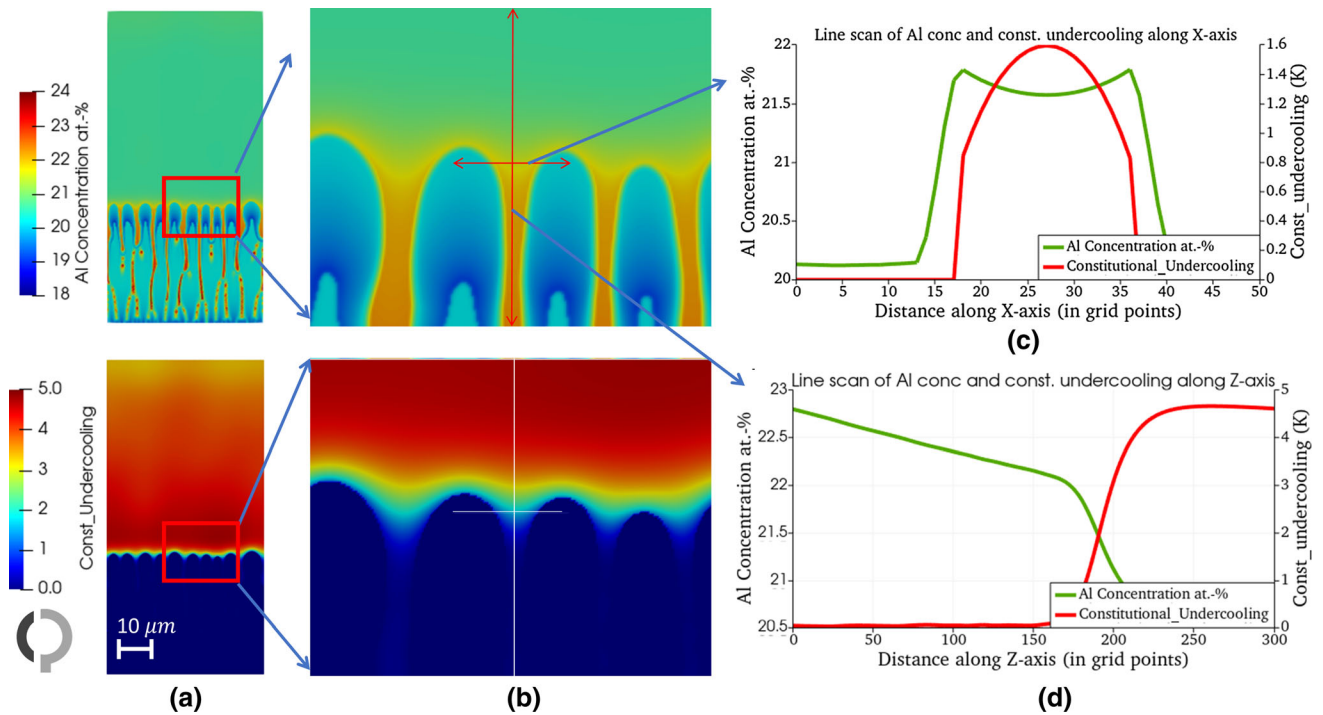 24
23
22
21
20
19
18
Al Concentration at.-%
5.0
4
3
2
1
0.0
Const_Undercooling
10 μm
(a)
(b)
Line scan of Al conc and const. undercooling along X-axis
22
21.5
21
20.5
20
Al Concentration at.-%
1.6
1.4
1.2
1
0.8
0.6
0.4
0.2
0
Const_undercooling (K)
Al Concentration at.-%
Constitutional_Undercooling
0 5 10 15 20 25 30 35 40 45 50
Distance along X-axis (in grid points)
(c)
Line scan of Al conc and const. undercooling along Z-axis
23
22.5
22
21.5
21
20.5
Al Concentration at.-%
5
4
3
2
1
0
Const_undercooling (K)
Al Concentration at.-%
Constitutional_Undercooling
0 50 100 150 200 250 300
Distance along Z-axis (in grid points)
(d)